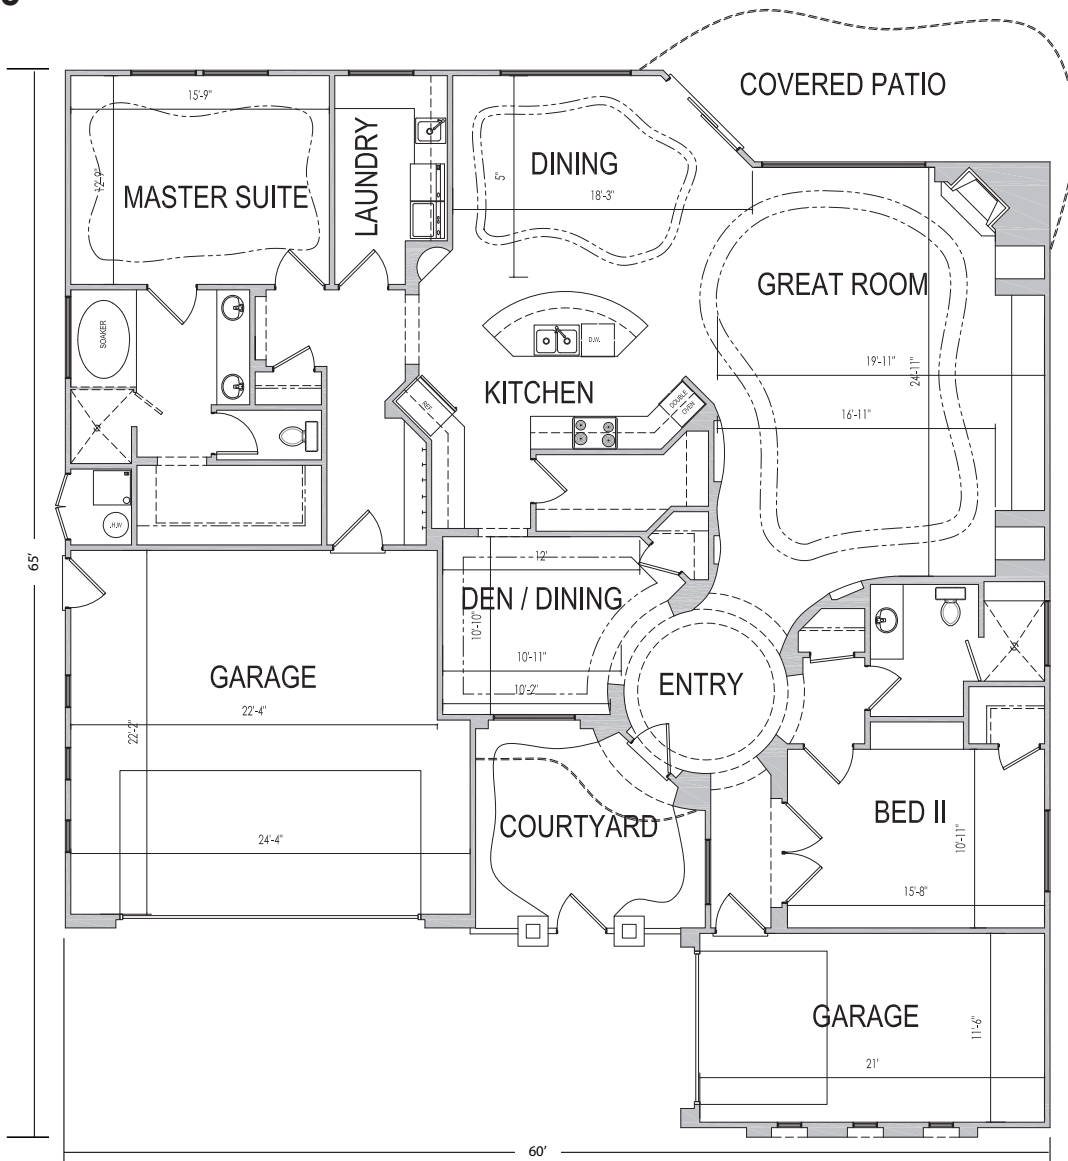 COVERED PATIO
15'-9"
12'-9"
MASTER SUITE
LAUNDRY
DINING
5"
18'-3"
GREAT ROOM
SOAKER
D.W.
19'-11"
24-11"
KITCHEN
REF.
DOUBLE
OVEN
16'-11"
H.W.
65'
12'
DEN / DINING
10'-10"
10'-11"
10'-2"
ENTRY
GARAGE
22'-4"
22'-2"
24'-4"
COURTYARD
BED II
10'-11"
15'-8"
GARAGE
11'-6"
21'
60'